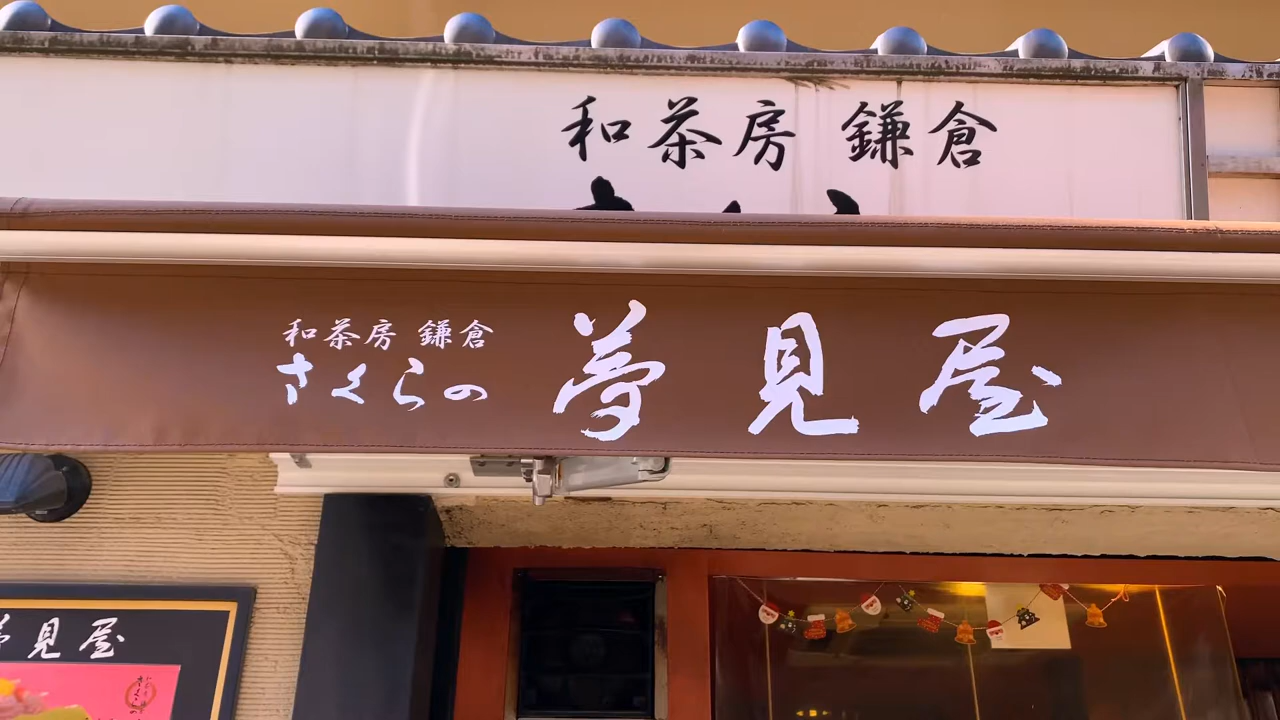 和茶房 鎌倉
和茶房 鎌倉
さくらの 夢見屋
夢見屋